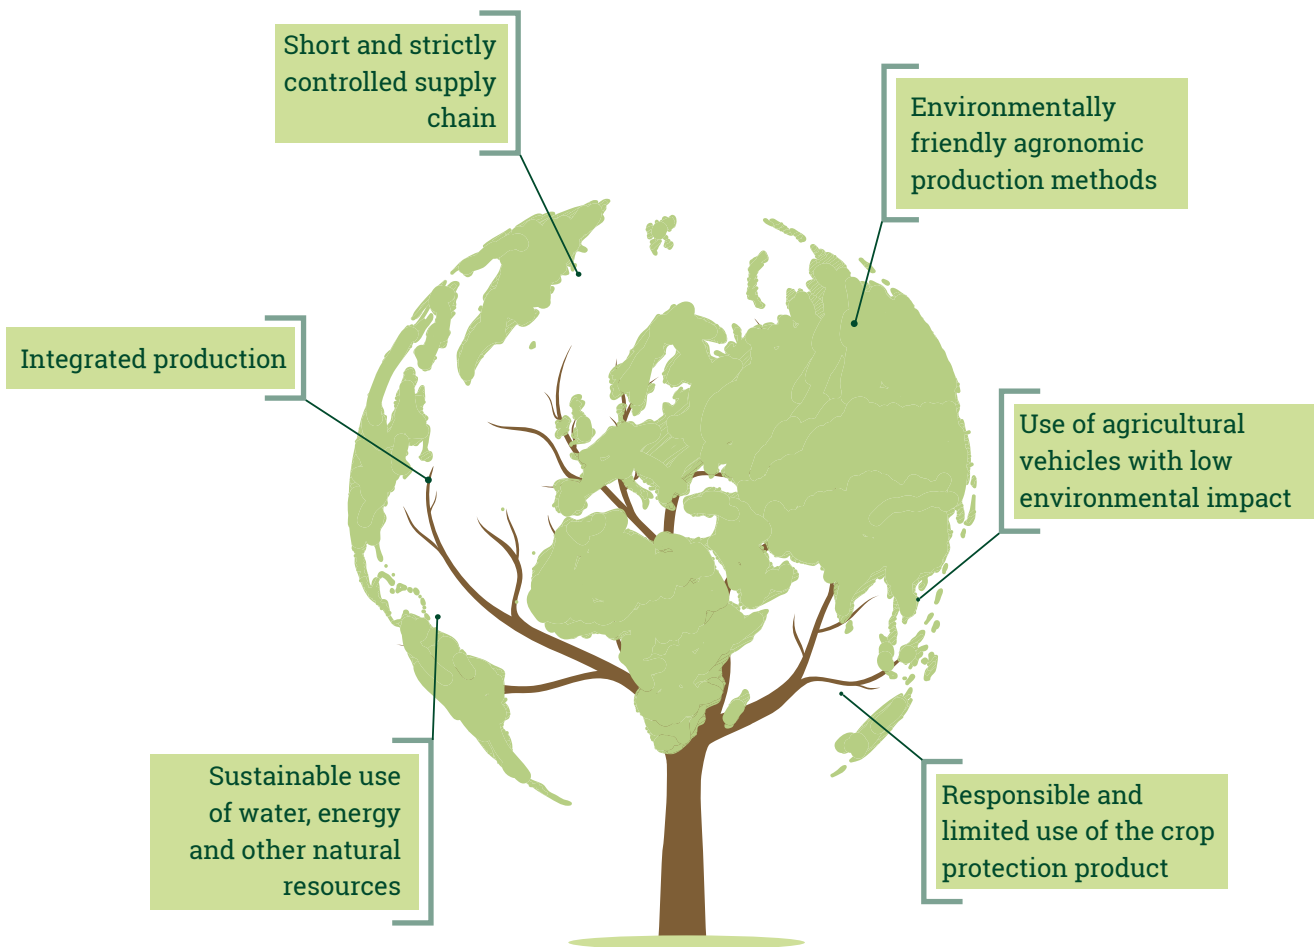 Short and strictly
controlled supply
chain
Environmentally
friendly agronomic
production methods
Integrated production
Use of agricultural
vehicles with low
environmental impact
Sustainable use
of water, energy
and other natural
resources
Responsible and
limited use of the crop
protection product